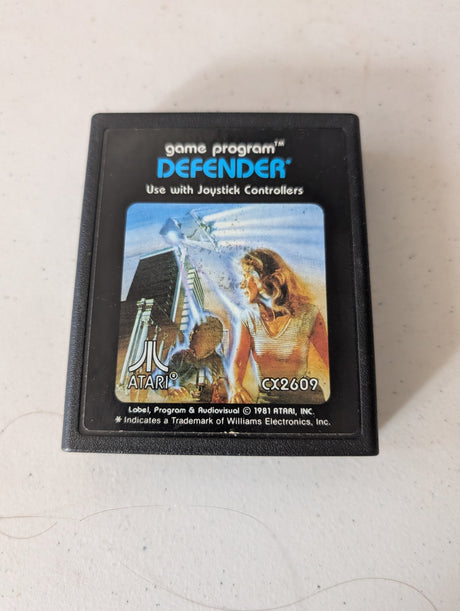 game program™
DEFENDER*
Use with Joystick Controllers
ATARI®
CX2609
Label, Program & Audiovisual © 1981 ATARI, INC.
* Indicates a Trademark of Williams Electronics, Inc.